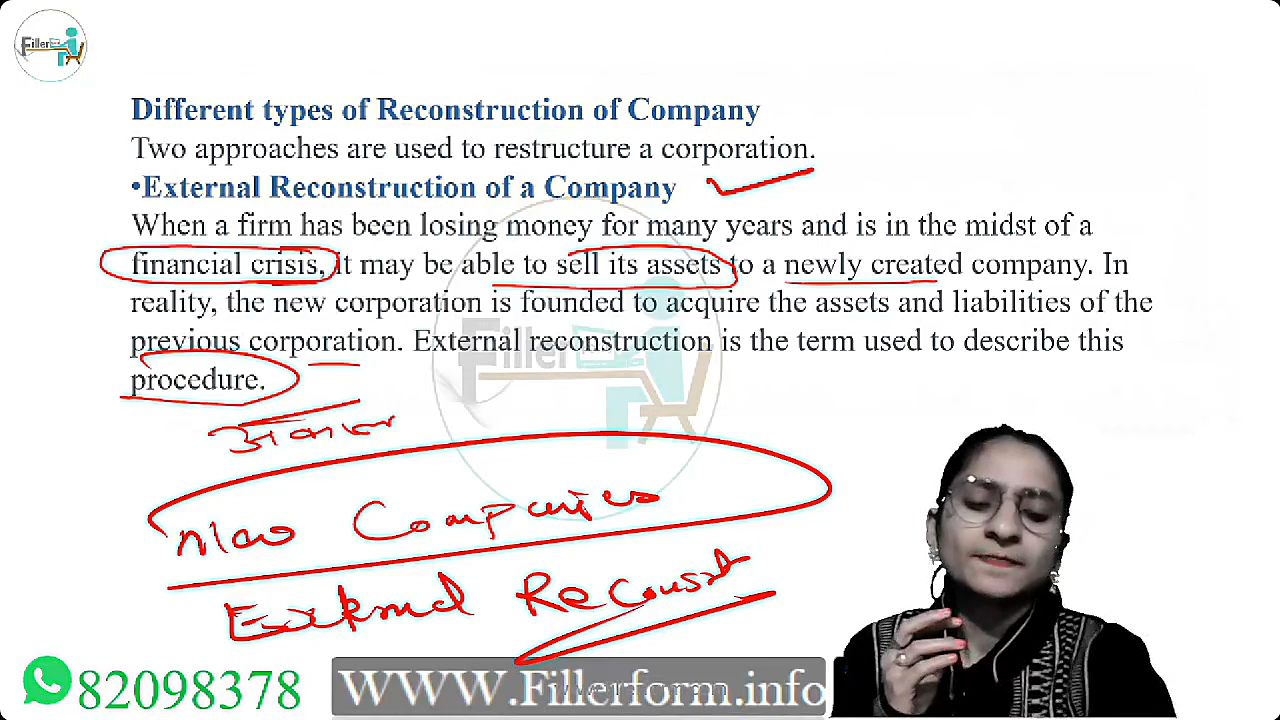 Filler
Different types of Reconstruction of Company
Two approaches are used to restructure a corporation.
•External Reconstruction of a Company
When a firm has been losing money for many years and is in the midst of a
financial crisis, it may be able to sell its assets to a newly created company. In
reality, the new corporation is founded to acquire the assets and liabilities of the
previous corporation. External reconstruction is the term used to describe this
procedure.
Filler
Companies
External Reconst
82098378
WWW.Fillerform.info